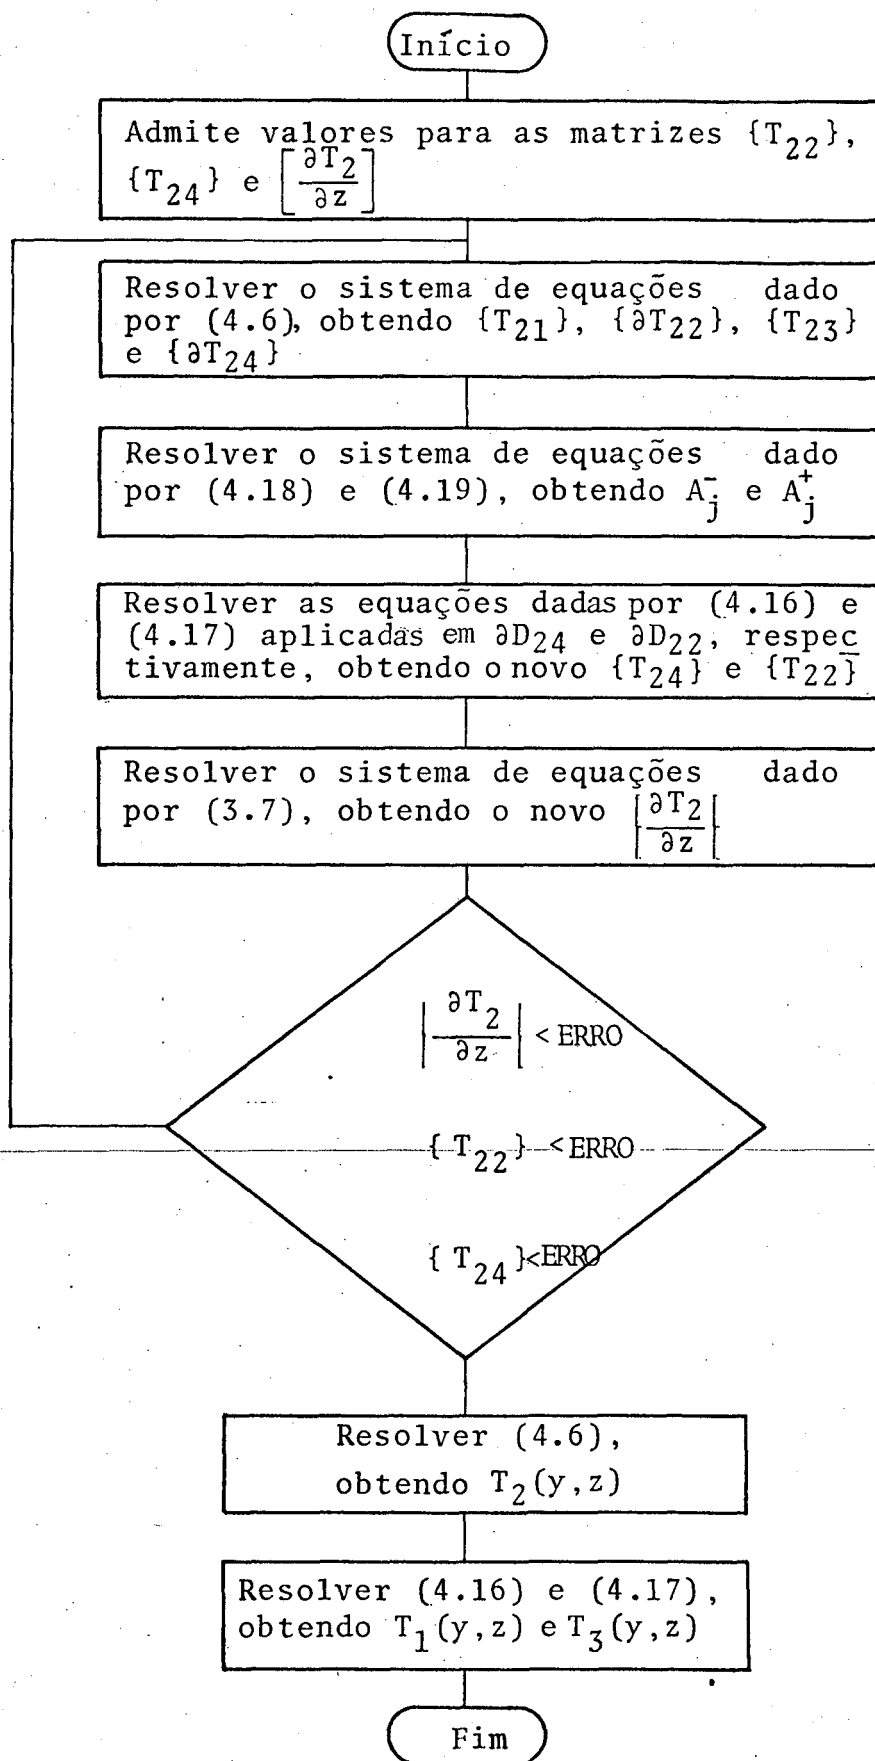 Início
Admite valores para as matrizes {T22},
{T24} e [∂T2/∂z]
Resolver o sistema de equações dado
por (4.6), obtendo {T21}, {∂T22}, {T23}
e {∂T24}
Resolver o sistema de equações dado
por (4.18) e (4.19), obtendo A-j e A+j
Resolver as equações dadas por (4.16) e
(4.17) aplicadas em ∂D24 e ∂D22, respec
tivamente, obtendo o novo {T24} e {T22}
Resolver o sistema de equações dado
por (3.7), obtendo o novo {∂T2/∂z}
|∂T2/∂z| < ERRO
{T22} < ERRO
{T24} < ERRO
Resolver (4.6),
obtendo T2(y,z)
Resolver (4.16) e (4.17),
obtendo T1(y,z) e T3(y,z)
Fim